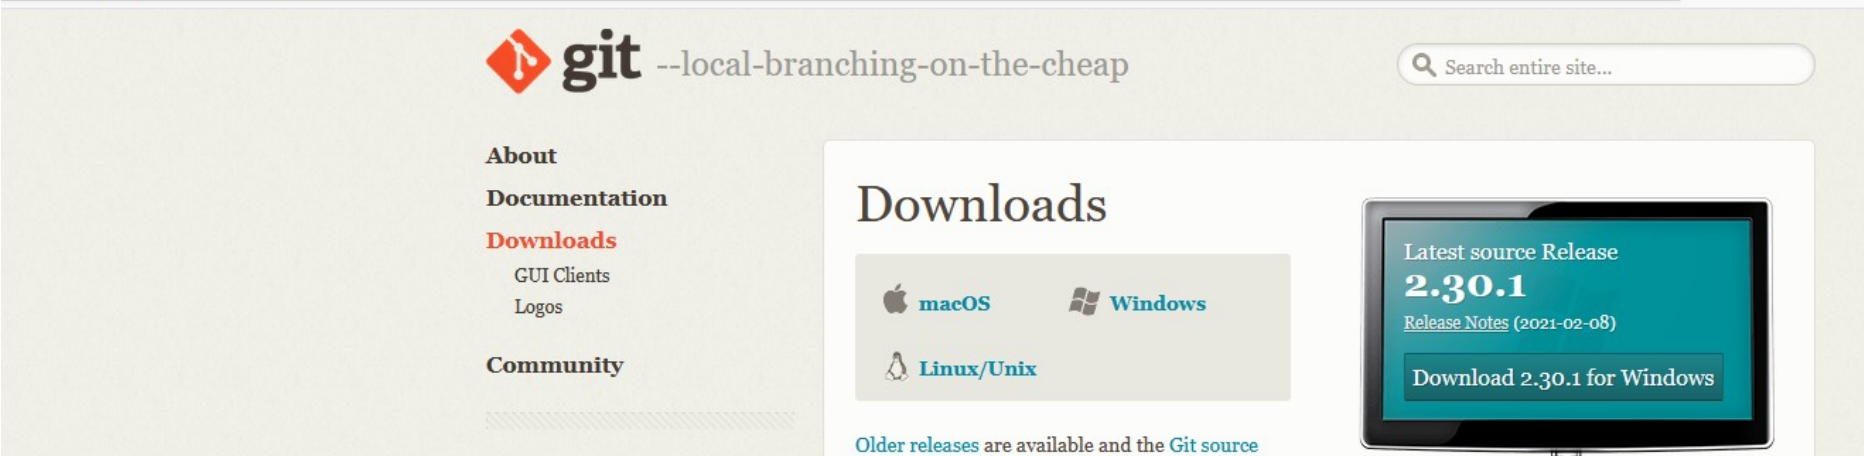 git --local-branching-on-the-cheap
Search entire site...
About
Documentation
Downloads
GUI Clients
Logos
Community
Downloads
macOS
Windows
Linux/Unix
Older releases are available and the Git source
Latest source Release
2.30.1
Release Notes (2021-02-08)
Download 2.30.1 for Windows